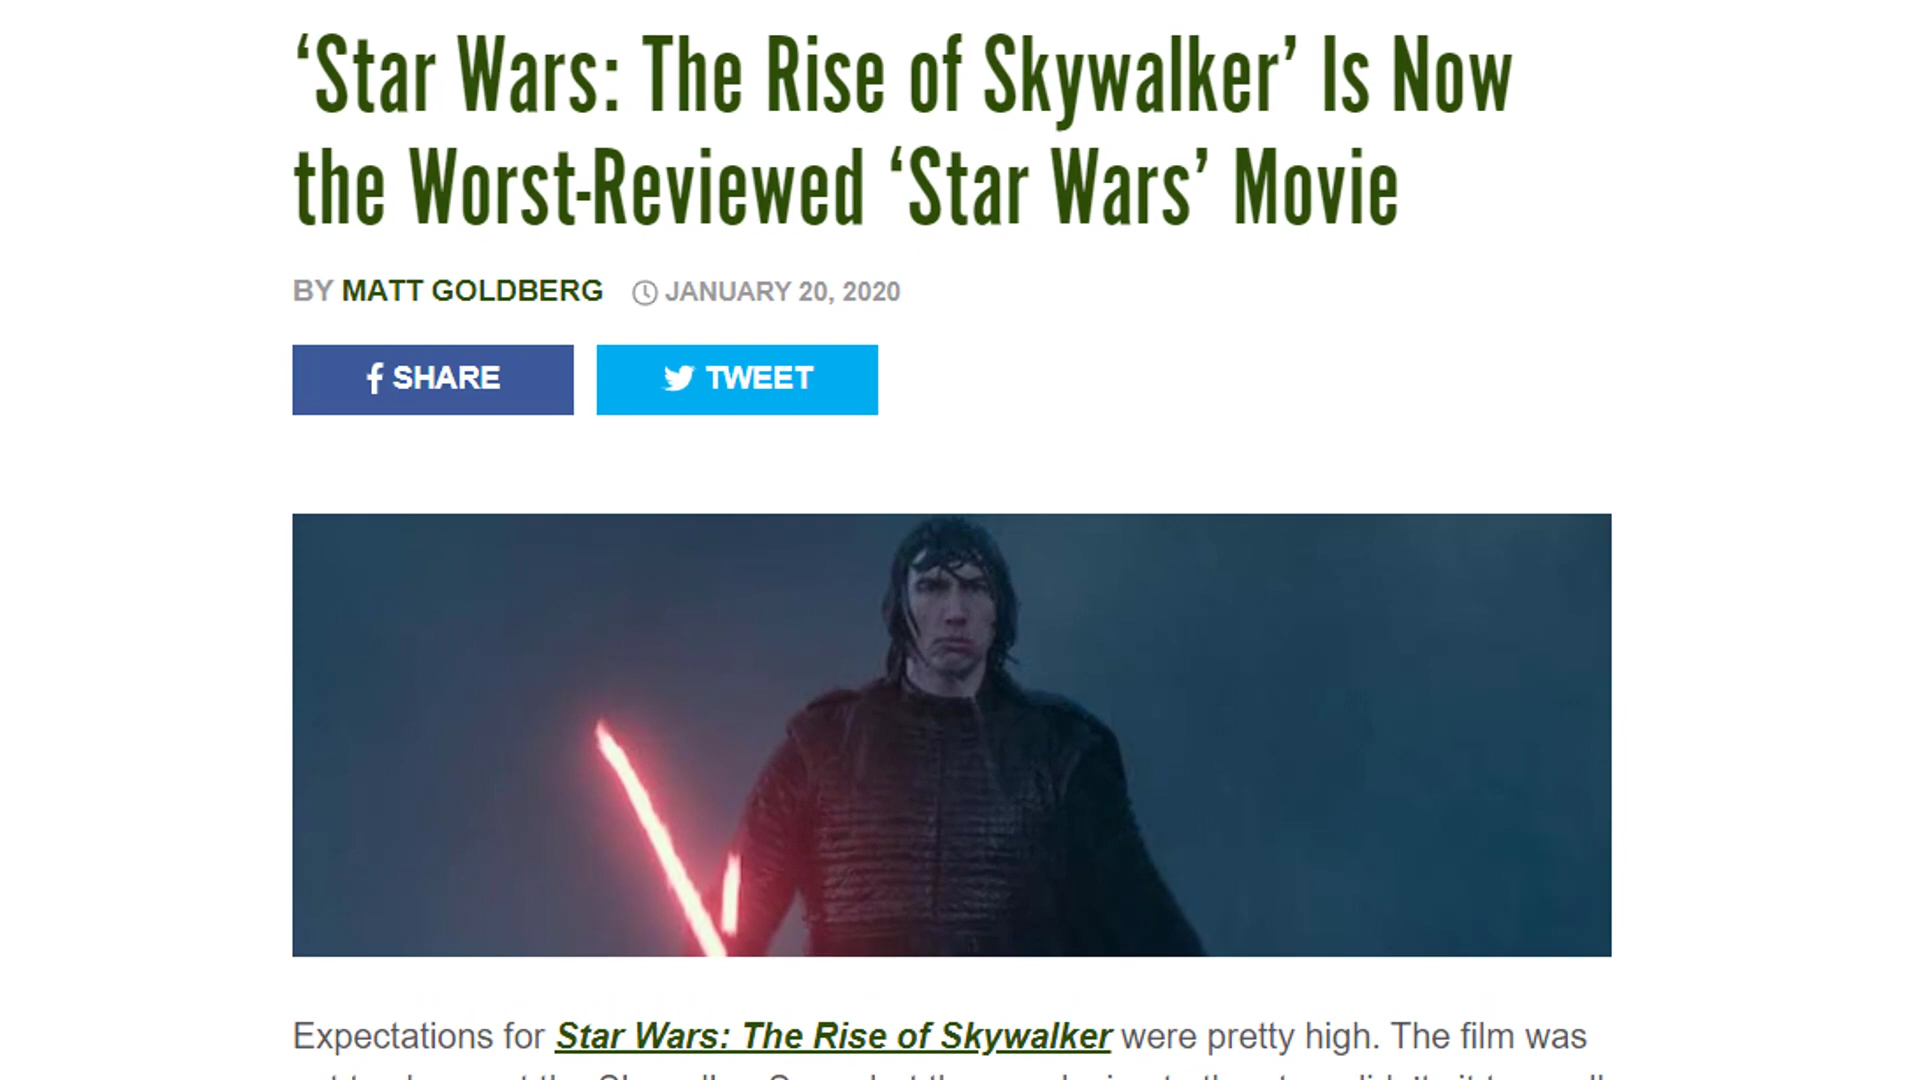 ‘Star Wars: The Rise of Skywalker’ Is Now
the Worst-Reviewed ‘Star Wars’ Movie
BY MATT GOLDBERG JANUARY 20, 2020
SHARE TWEET
Expectations for Star Wars: The Rise of Skywalker were pretty high. The film was